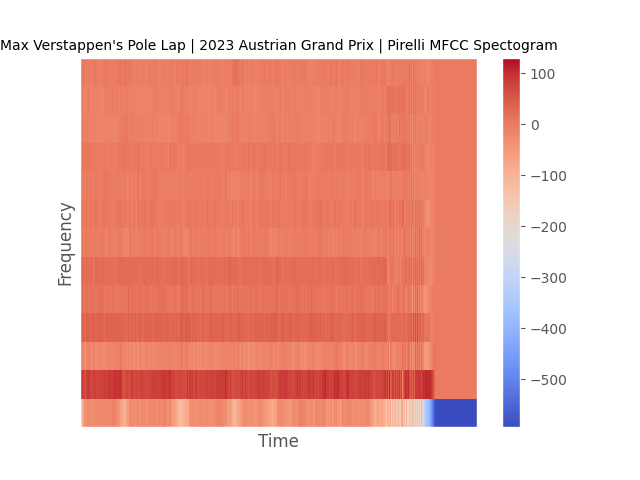 Max Verstappen's Pole Lap | 2023 Austrian Grand Prix | Pirelli MFCC Spectogram
Frequency
Time
100
0
−100
−200
−300
−400
−500